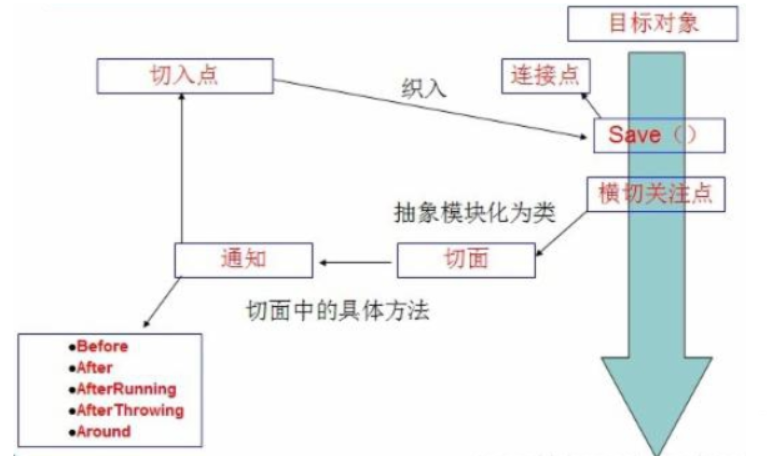 目标对象
切入点
连接点
织入
Save（）
横切关注点
抽象模块化为类
通知
切面
切面中的具体方法
●Before
●After
●AfterRunning
●AfterThrowing
●Around